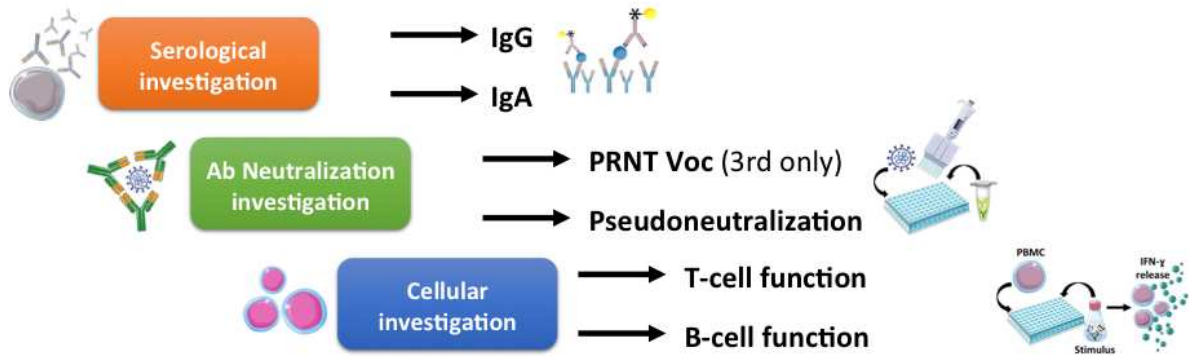 Serological
investigation
IgG
IgA
Ab Neutralization
investigation
PRNT Voc (3rd only)
Pseudoneutralization
Cellular
investigation
T-cell function
B-cell function
PBMC
IFN-ɣ
release
Stimulus